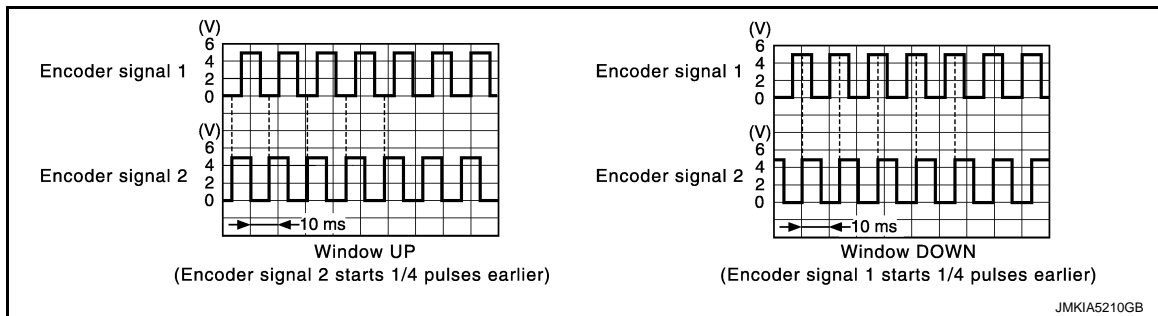 (V)
6
4
2
0
Encoder signal 1
(V)
6
4
2
0
Encoder signal 2
10 ms
Window UP
(Encoder signal 2 starts 1/4 pulses earlier)
(V)
6
4
2
0
Encoder signal 1
(V)
6
4
2
0
Encoder signal 2
10 ms
Window DOWN
(Encoder signal 1 starts 1/4 pulses earlier)
JMKIA5210GB